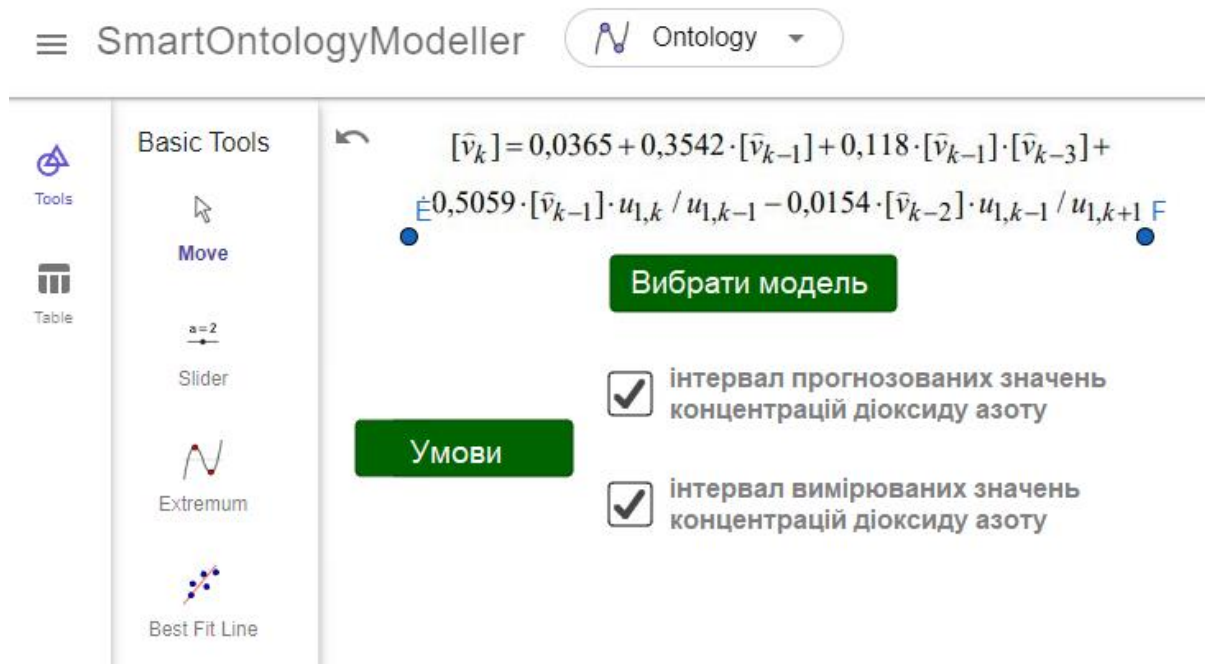 SmartOntologyModeller
Ontology
Tools
Table
Basic Tools
Move
a=2
Slider
Extremum
Best Fit Line
[v̂ₖ] = 0,0365 + 0,3542 · [v̂ₖ₋₁] + 0,118 · [v̂ₖ₋₁] · [v̂ₖ₋₃] +
Ė0,5059 · [v̂ₖ₋₁] · u₁,ₖ / u₁,ₖ₋₁ − 0,0154 · [v̂ₖ₋₂] · u₁,ₖ₋₁ / u₁,ₖ₊₁ F
Вибрати модель
Умови
інтервал прогнозованих значень
концентрацій діоксиду азоту
інтервал вимірюваних значень
концентрацій діоксиду азоту